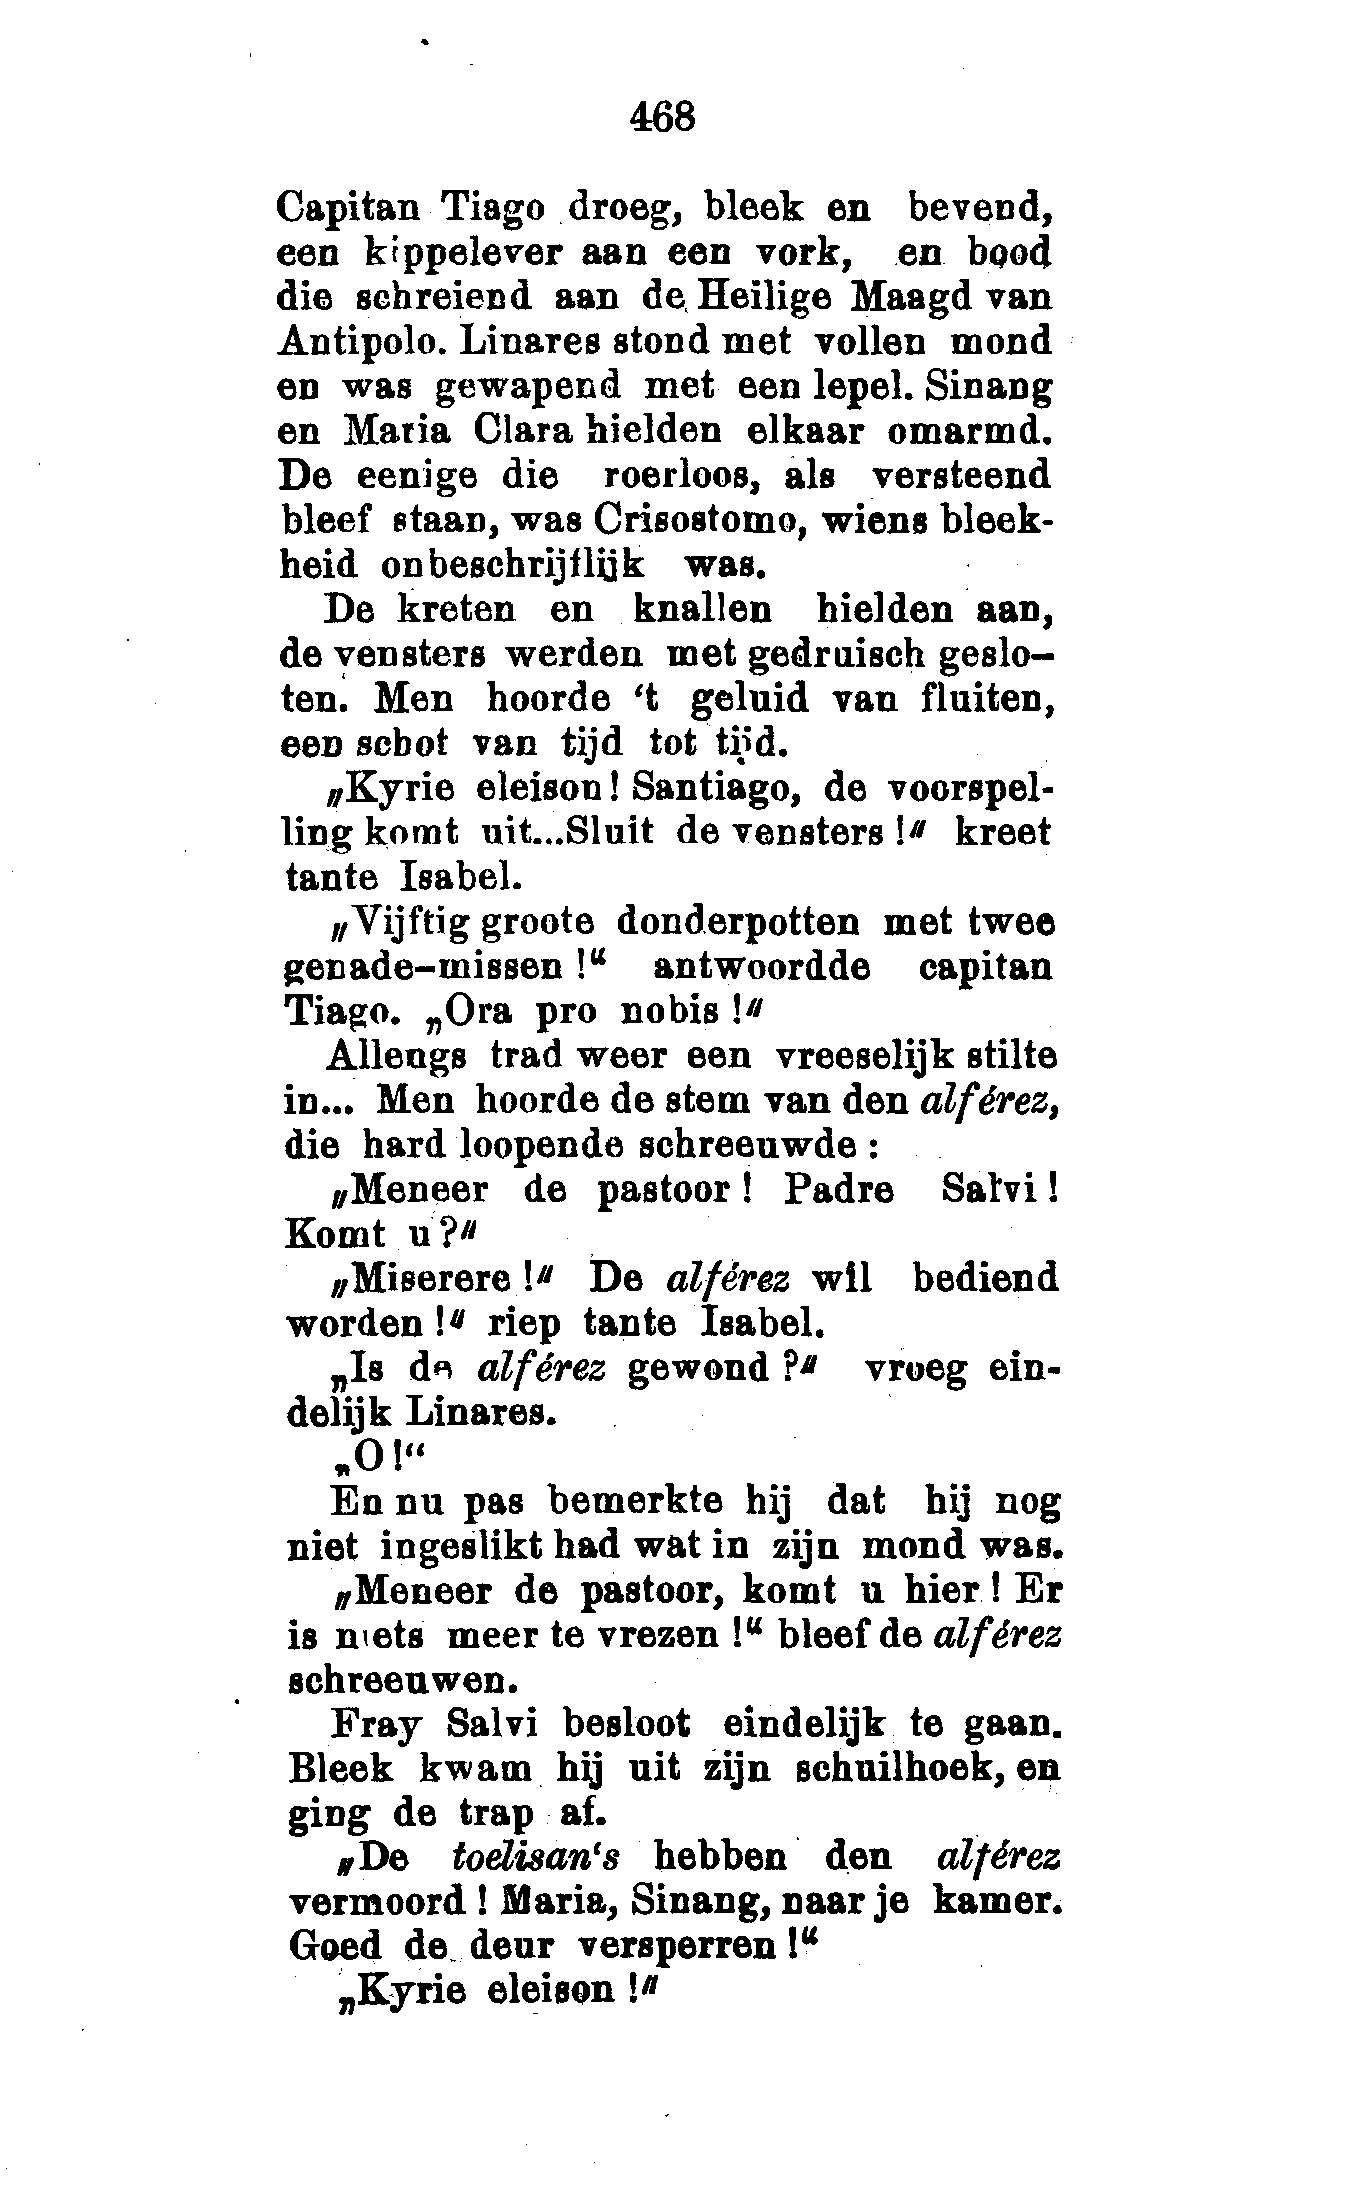 468
Capitan Tiago droeg, bleek en bevend,
een kippelever aan een vork, en bood
die schreiend aan de Heilige Maagd van
Antipolo. Linares stond met vollen mond
en was gewapend met een lepel. Sinang
en Maria Clara hielden elkaar omarmd.
De eenige die roerloos, als versteend
bleef staan, was Crisostomo, wiens bleek-
heid onbeschrijflijk was.
De kreten en knallen hielden aan,
de vensters werden met gedruisch geslo-
ten. Men hoorde ‘t geluid van fluiten,
een schot van tijd tot tijd.
„Kyrie eleison! Santiago, de voorspel-
ling komt uit...Sluit de vensters!" kreet
tante Isabel.
„Vijftig groote donderpotten met twee
genade-missen!“ antwoordde capitan
Tiago. „Ora pro nobis!"
Allengs trad weer een vreeselijk stilte
in... Men hoorde de stem van den alférez,
die hard loopende schreeuwde:
„Meneer de pastoor! Padre Salvi!
Komt u?"
„Miserere!" De alférez wil bediend
worden!" riep tante Isabel.
„Is de alférez gewond?" vroeg ein-
delijk Linares.
„O!“
En nu pas bemerkte hij dat hij nog
niet ingeslikt had wat in zijn mond was.
„Meneer de pastoor, komt u hier! Er
is niets meer te vrezen!“ bleef de alférez
schreeuwen.
Fray Salvi besloot eindelijk te gaan.
Bleek kwam hij uit zijn schuilhoek, en
ging de trap af.
„De toelisan‘s hebben den alférez
vermoord! Maria, Sinang, naar je kamer.
Goed de deur versperren!“
„Kyrie eleison!"